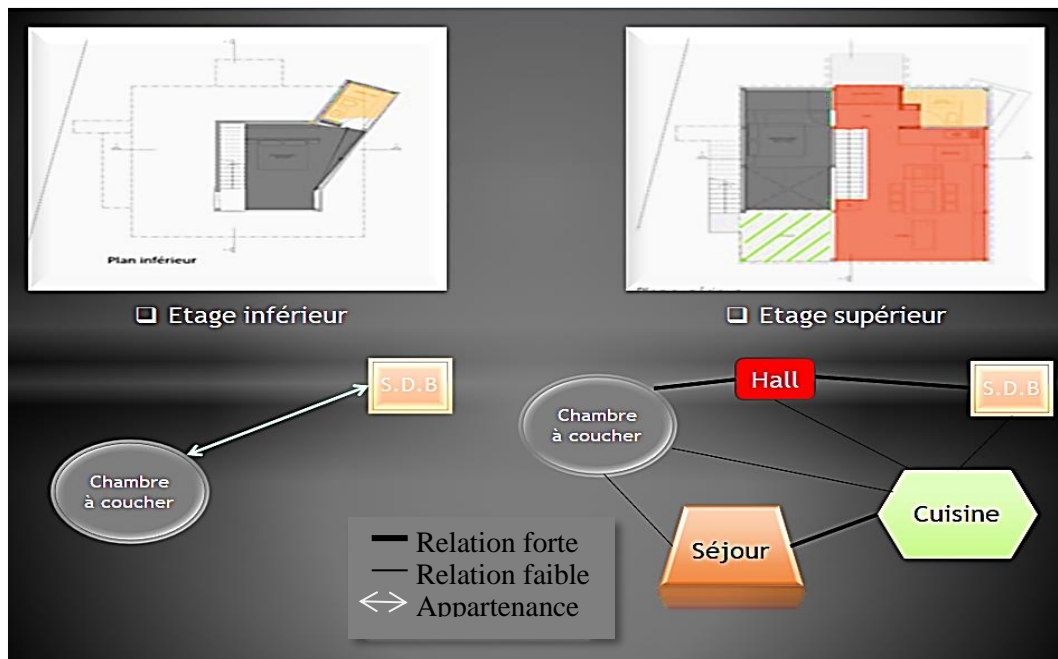 Plan inférieur
❑ Etage inférieur
❑ Etage supérieur
S.D.B
Chambre
à coucher
Hall
S.D.B
Chambre
à coucher
Cuisine
Séjour
Relation forte
Relation faible
Appartenance